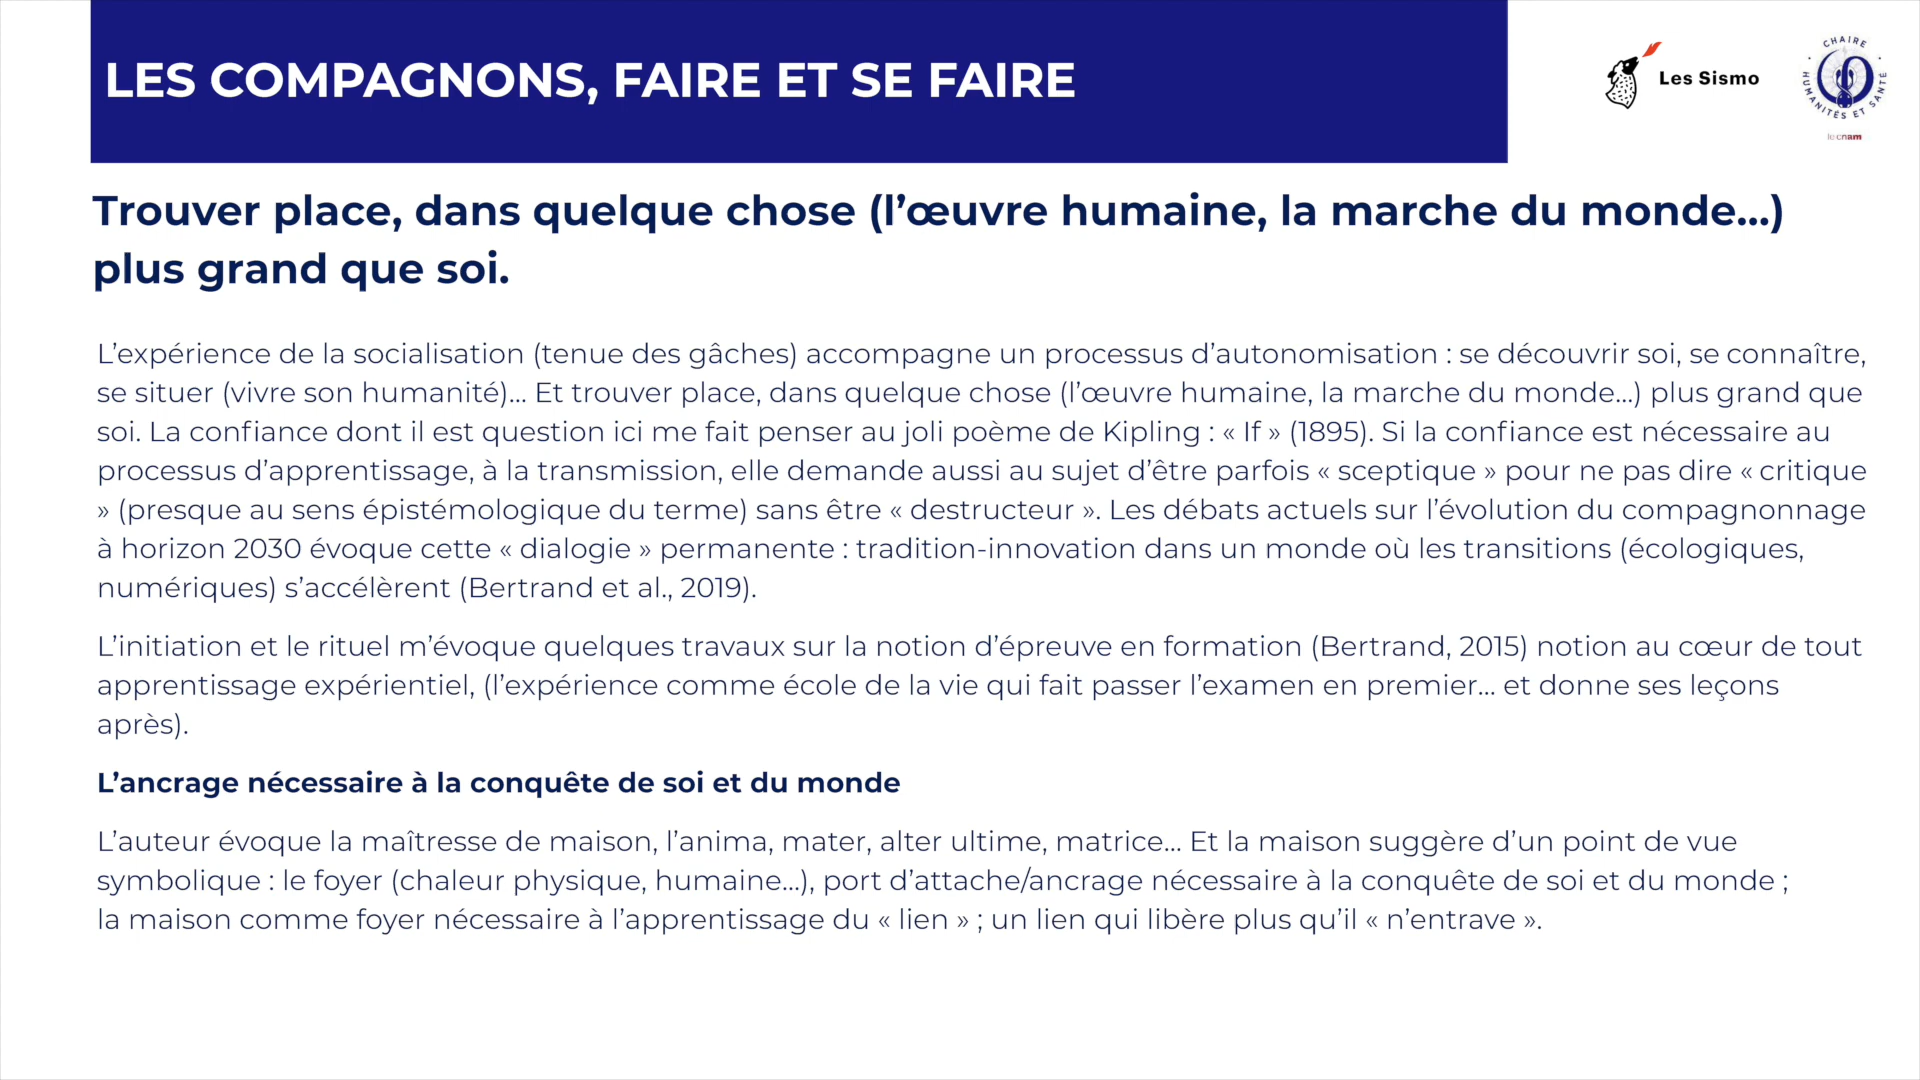 LES COMPAGNONS, FAIRE ET SE FAIRE
Les Sismo
CHAIRE
HUMANITÉS ET SANTÉ
le cnam
Trouver place, dans quelque chose (l’œuvre humaine, la marche du monde...)
plus grand que soi.
L’expérience de la socialisation (tenue des gâches) accompagne un processus d’autonomisation : se découvrir soi, se connaître,
se situer (vivre son humanité)... Et trouver place, dans quelque chose (l’œuvre humaine, la marche du monde...) plus grand que
soi. La confiance dont il est question ici me fait penser au joli poème de Kipling : « If » (1895). Si la confiance est nécessaire au
processus d’apprentissage, à la transmission, elle demande aussi au sujet d’être parfois « sceptique » pour ne pas dire « critique
» (presque au sens épistémologique du terme) sans être « destructeur ». Les débats actuels sur l’évolution du compagnonnage
à horizon 2030 évoque cette « dialogie » permanente : tradition-innovation dans un monde où les transitions (écologiques,
numériques) s’accélèrent (Bertrand et al., 2019).
L’initiation et le rituel m’évoque quelques travaux sur la notion d’épreuve en formation (Bertrand, 2015) notion au cœur de tout
apprentissage expérientiel, (l’expérience comme école de la vie qui fait passer l’examen en premier... et donne ses leçons
après).
L’ancrage nécessaire à la conquête de soi et du monde
L’auteur évoque la maîtresse de maison, l’anima, mater, alter ultime, matrice... Et la maison suggère d’un point de vue
symbolique : le foyer (chaleur physique, humaine...), port d’attache/ancrage nécessaire à la conquête de soi et du monde ;
la maison comme foyer nécessaire à l’apprentissage du « lien » ; un lien qui libère plus qu’il « n’entrave ».